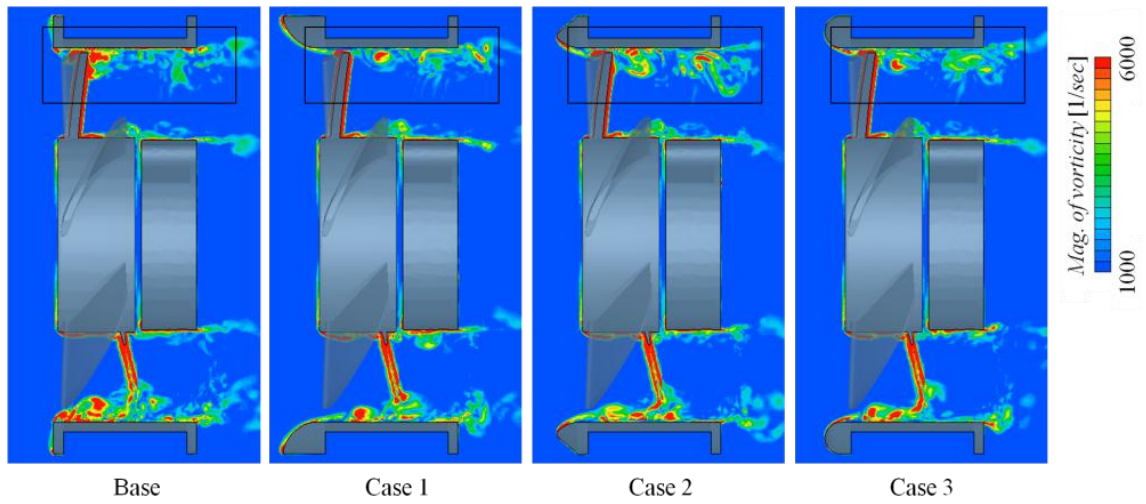 6000
Mag. of vorticity [1/sec]
1000
Base
Case 1
Case 2
Case 3